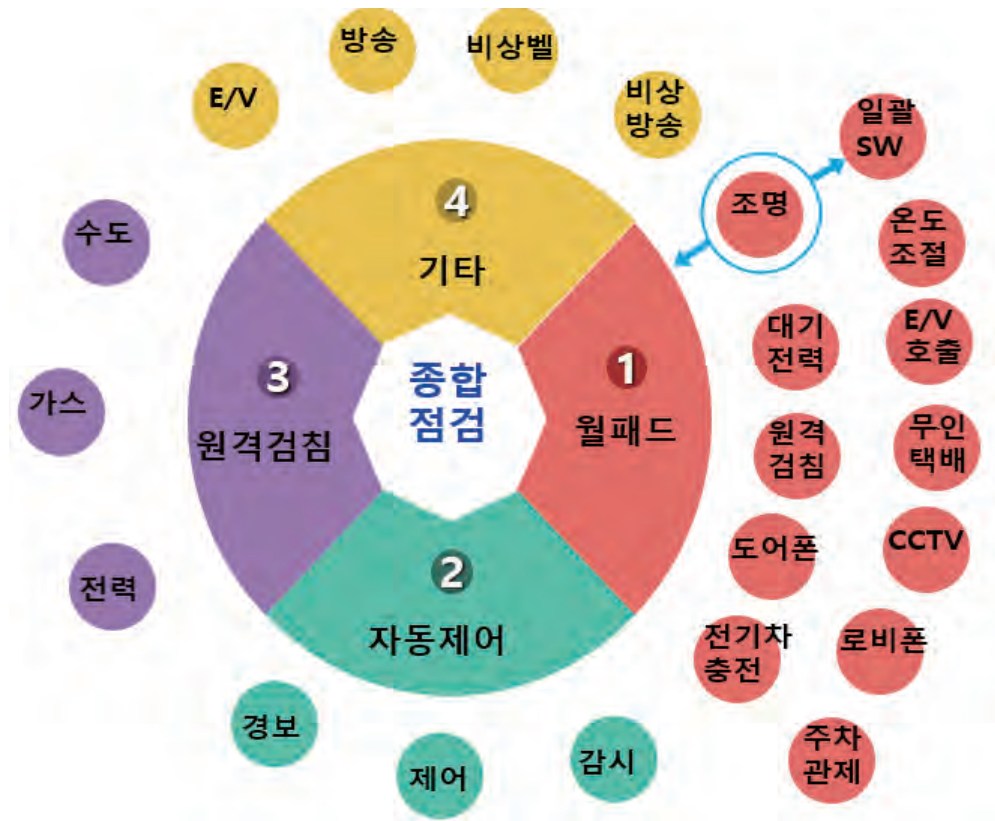 방송
비상벨
E/V
비상
방송
일괄
SW
조명
4
기타
수도
온도
조절
대기
전력
E/V
호출
3
원격검침
종합
점검
1
월패드
가스
원격
검침
무인
택배
도어폰
CCTV
2
자동제어
전력
전기차
충전
로비폰
경보
제어
감시
주차
관제